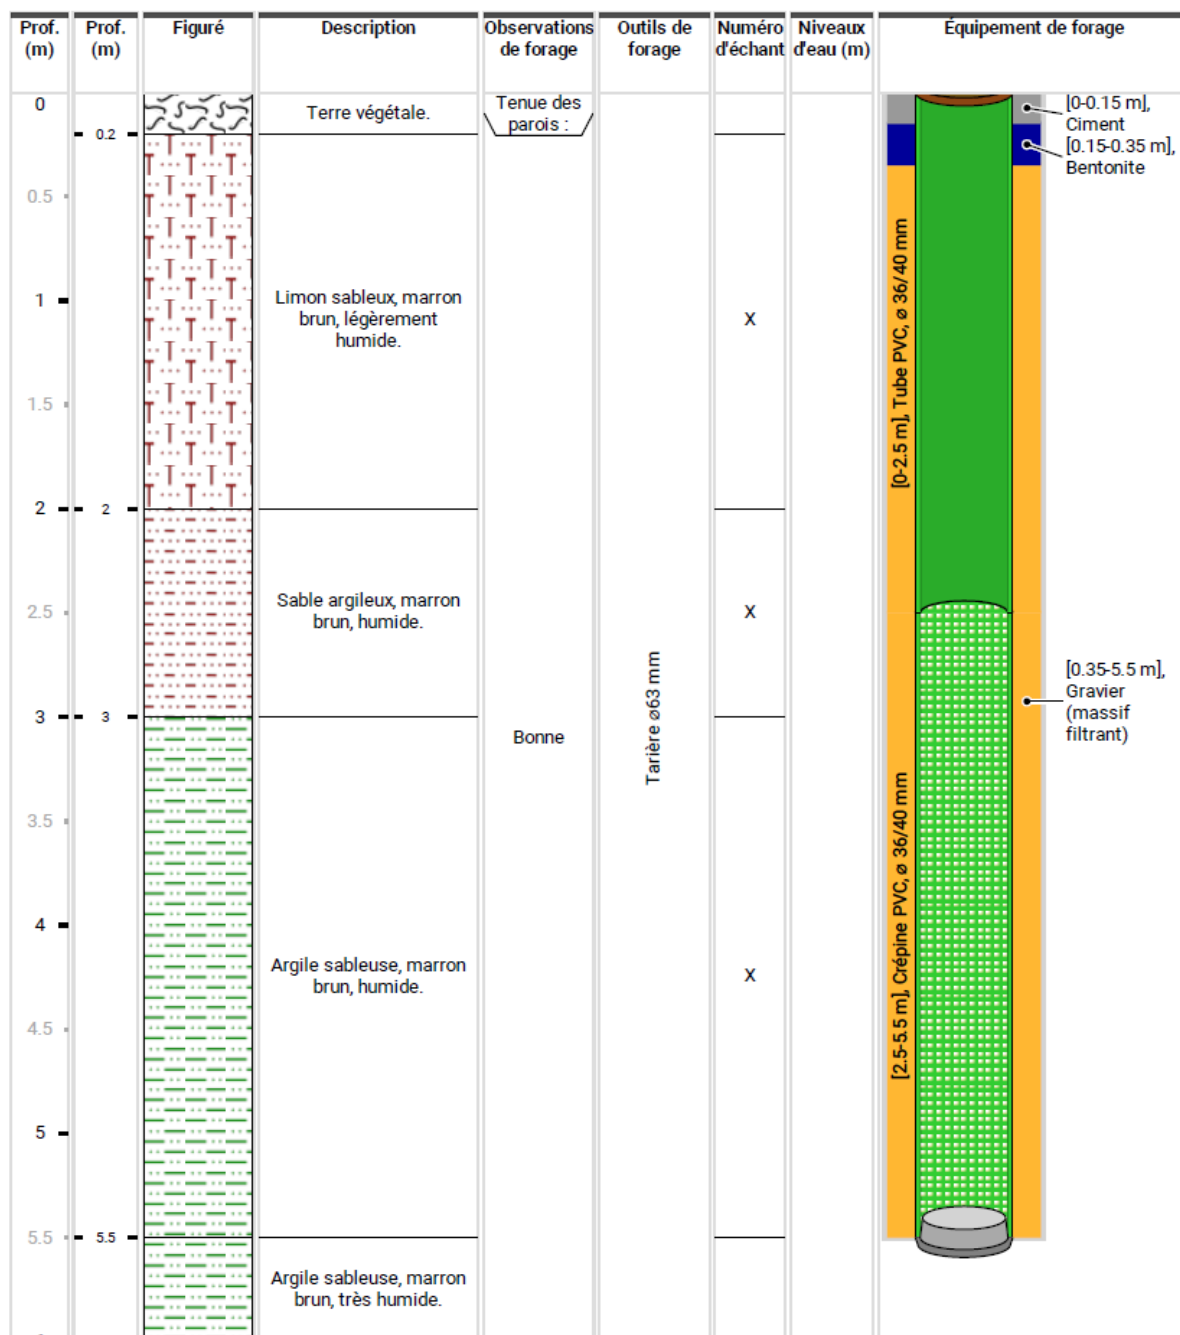 Prof.
(m)
Prof.
(m)
Figuré
Description
Observations
de forage
Outils de
forage
Numéro
d'échant
Niveaux
d'eau (m)
Équipement de forage
0
Terre végétale.
Tenue des
parois :
[0-0.15 m],
Ciment
0.2
[0.15-0.35 m],
Bentonite
0.5
[0-2.5 m], Tube PVC, ø 36/40 mm
1
Limon sableux, marron
brun, légèrement
humide.
X
1.5
2
2
2.5
Sable argileux, marron
brun, humide.
X
Tarière ø63 mm
[0.35-5.5 m],
Gravier
(massif
filtrant)
3
3
Bonne
3.5
[2.5-5.5 m], Crépine PVC, ø 36/40 mm
4
Argile sableuse, marron
brun, humide.
X
4.5
5
5.5
5.5
Argile sableuse, marron
brun, très humide.